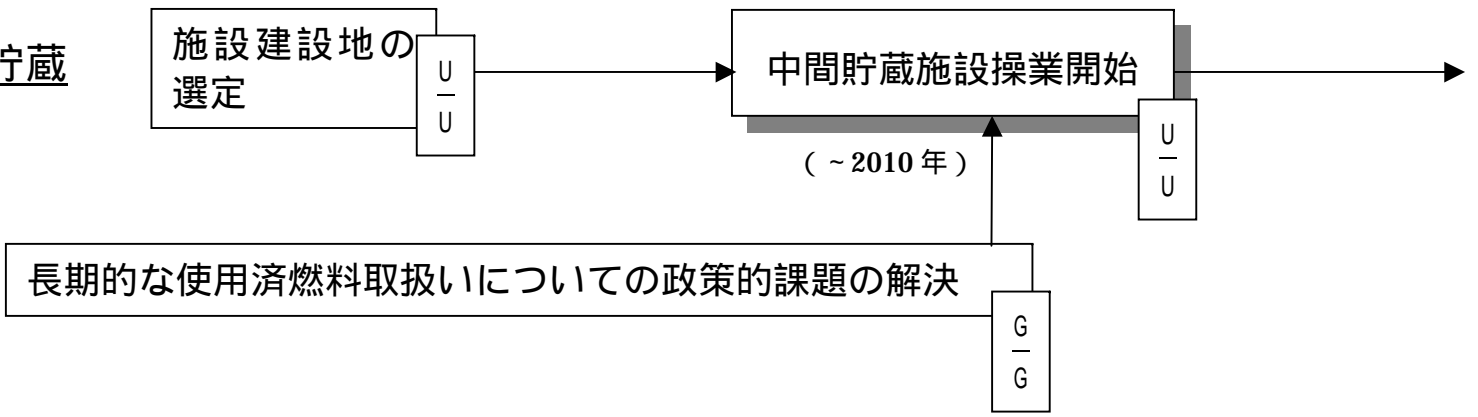 貯蔵
施設建設地の
選定
U
U
中間貯蔵施設操業開始
U
U
(~2010年)
長期的な使用済燃料取扱いについての政策的課題の解決
G
G